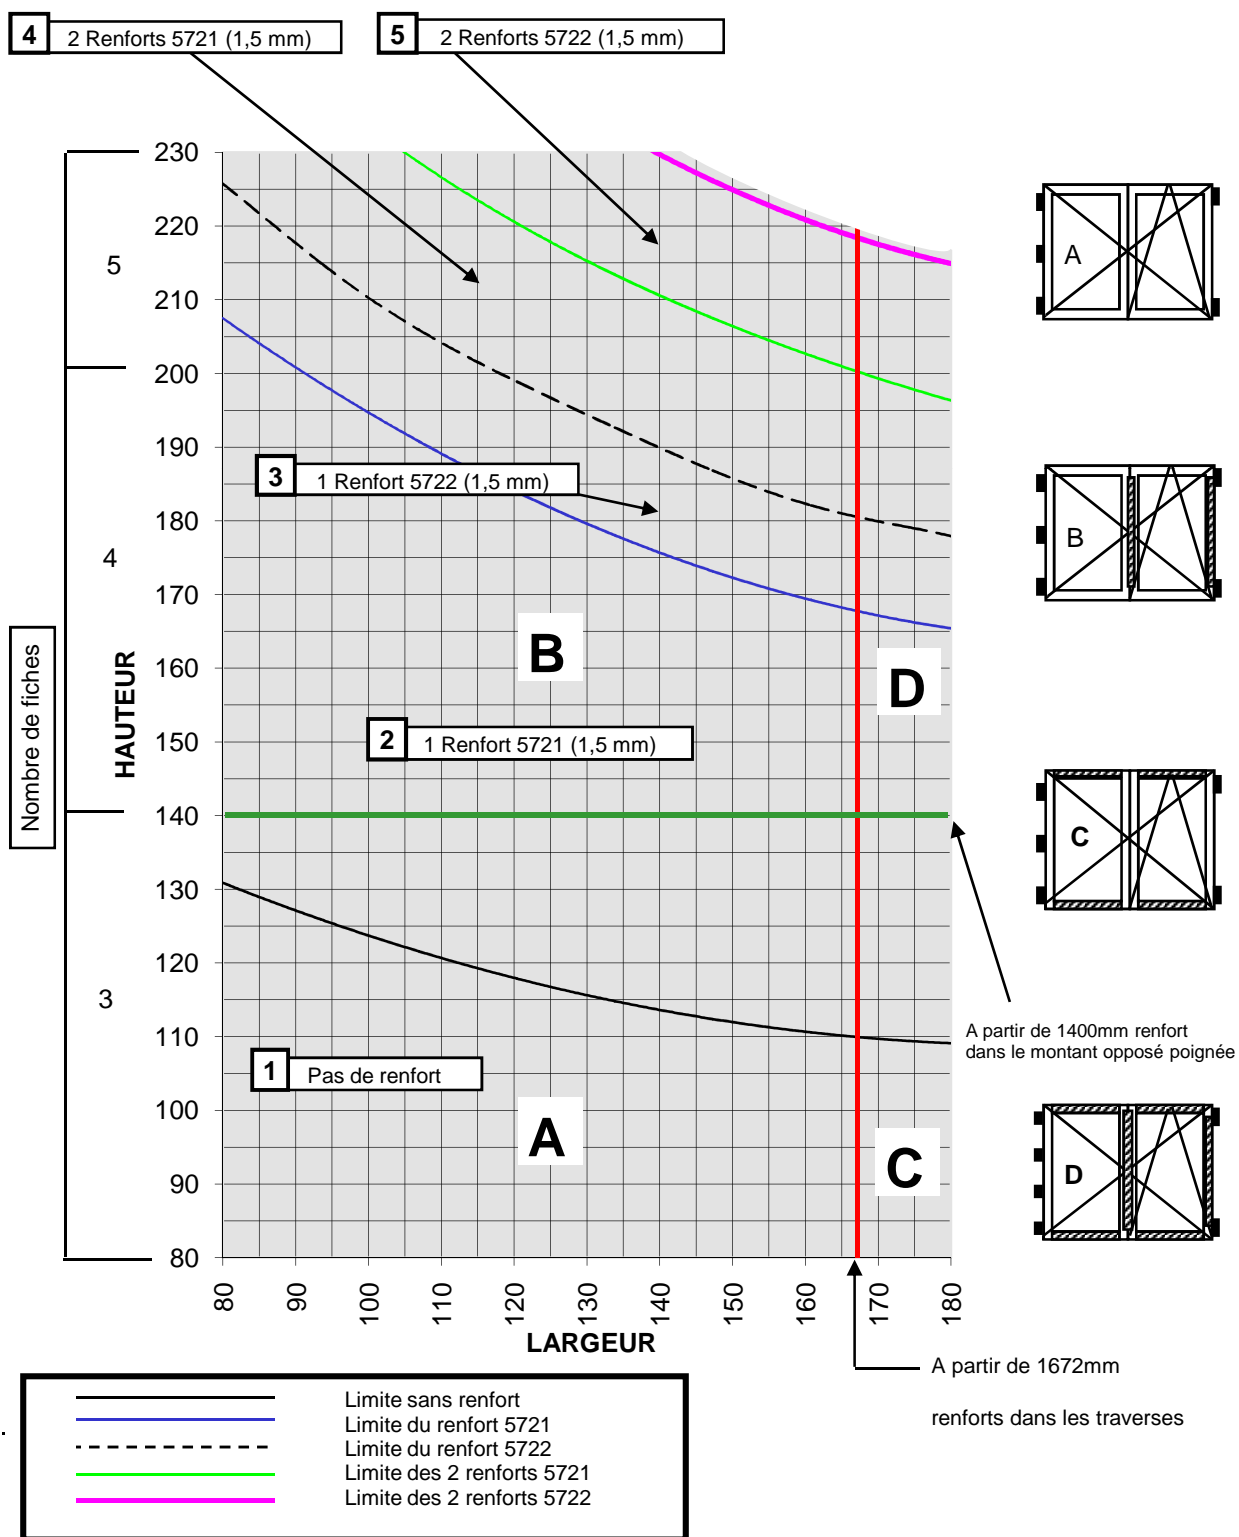 4 2 Renforts 5721 (1,5 mm)
5 2 Renforts 5722 (1,5 mm)
230
220
210
200
190
180
170
160
150
140
130
120
110
100
90
80
5
4
3
Nombre de fiches
HAUTEUR
3 1 Renfort 5722 (1,5 mm)
B
D
2 1 Renfort 5721 (1,5 mm)
1 Pas de renfort
A
C
80 90 100 110 120 130 140 150 160 170 180
LARGEUR
A
B
C
A partir de 1400mm renfort
dans le montant opposé poignée
D
A partir de 1672mm
renforts dans les traverses
Limite sans renfort
Limite du renfort 5721
Limite du renfort 5722
Limite des 2 renforts 5721
Limite des 2 renforts 5722